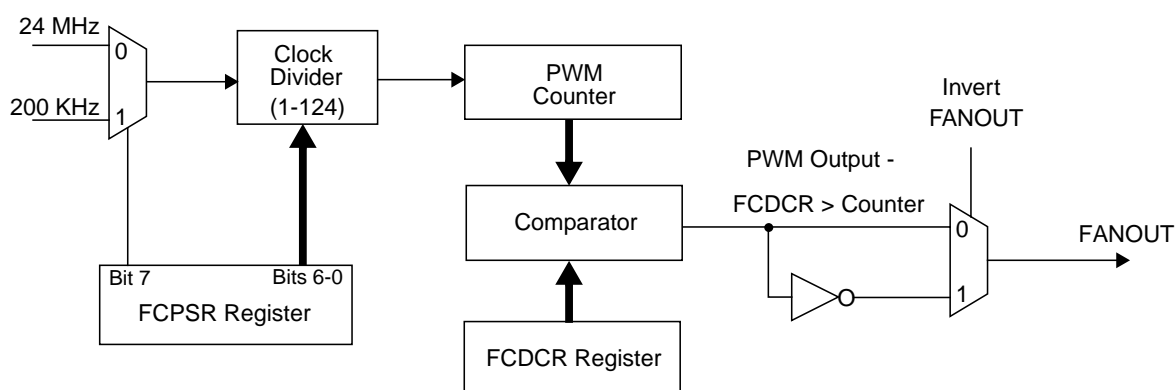 24 MHz
0
200 KHz
1
Clock
Divider
(1-124)
PWM
Counter
Invert
FANOUT
PWM Output -
FCDCR > Counter
Comparator
0
1
FANOUT
Bit 7
Bits 6-0
FCPSR Register
FCDCR Register